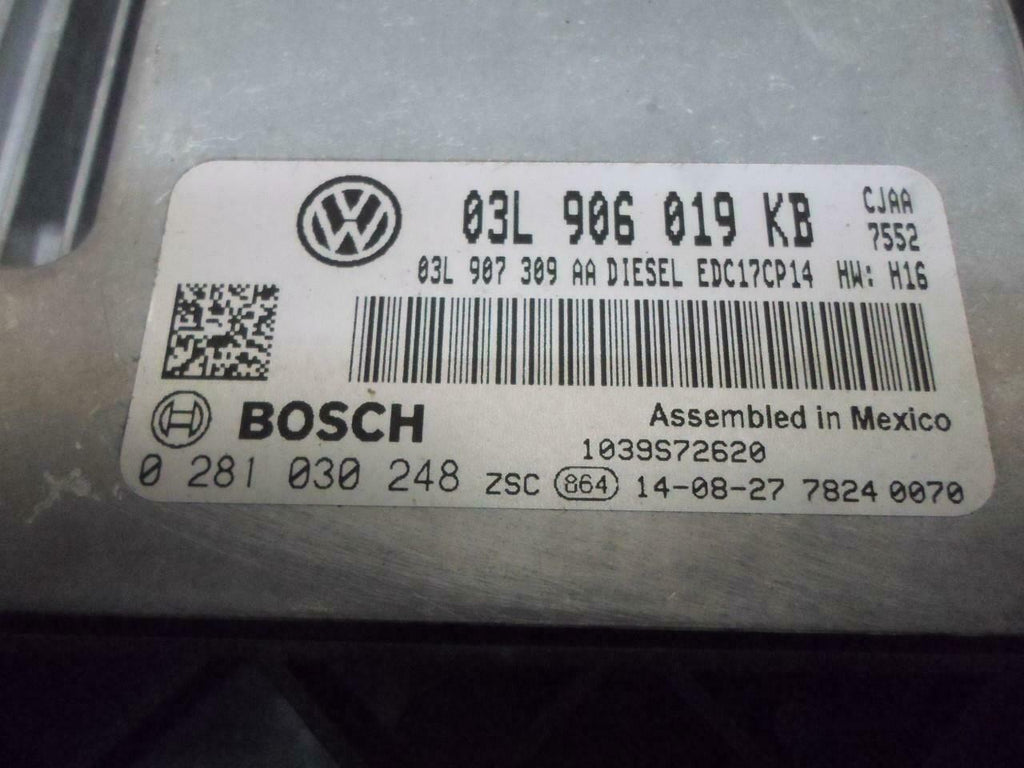 03L 906 019 KB CJAA
7552
03L 907 309 AA DIESEL EDC17CP14 HW: H16
BOSCH
Assembled in Mexico
1039S72620
0 281 030 248 ZSC 864 14-08-27 7824 0070